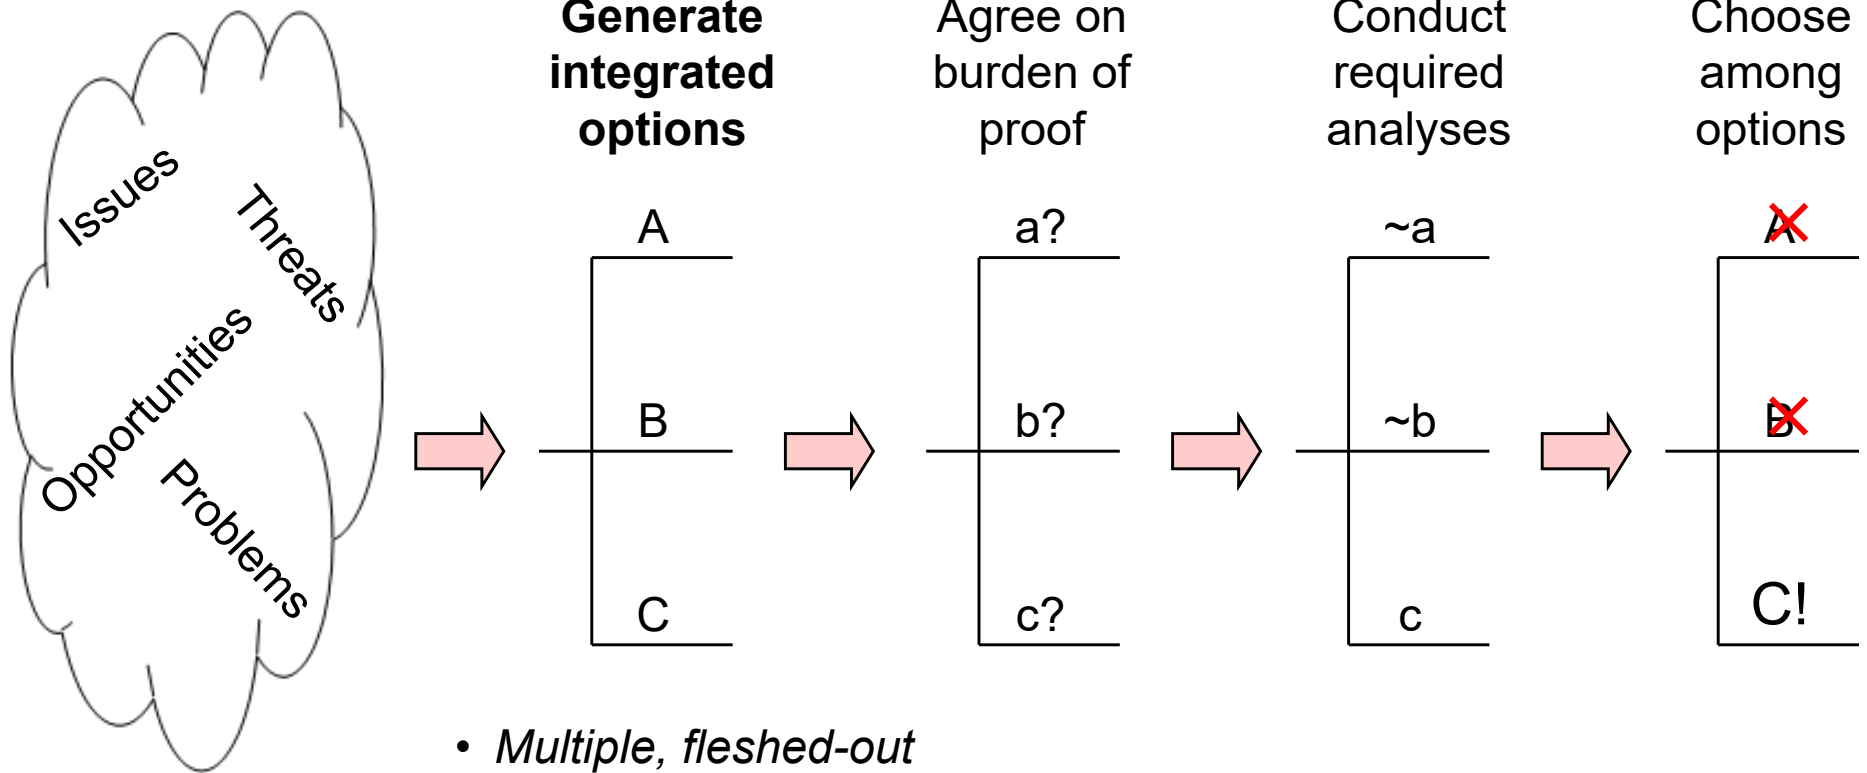 Issues
Threats
Opportunities
Problems
Generate
integrated
options
A
B
C
Agree on
burden of
proof
a?
b?
c?
Conduct
required
analyses
~a
~b
c
Choose
among
options
A
B
C!
• Multiple, fleshed-out